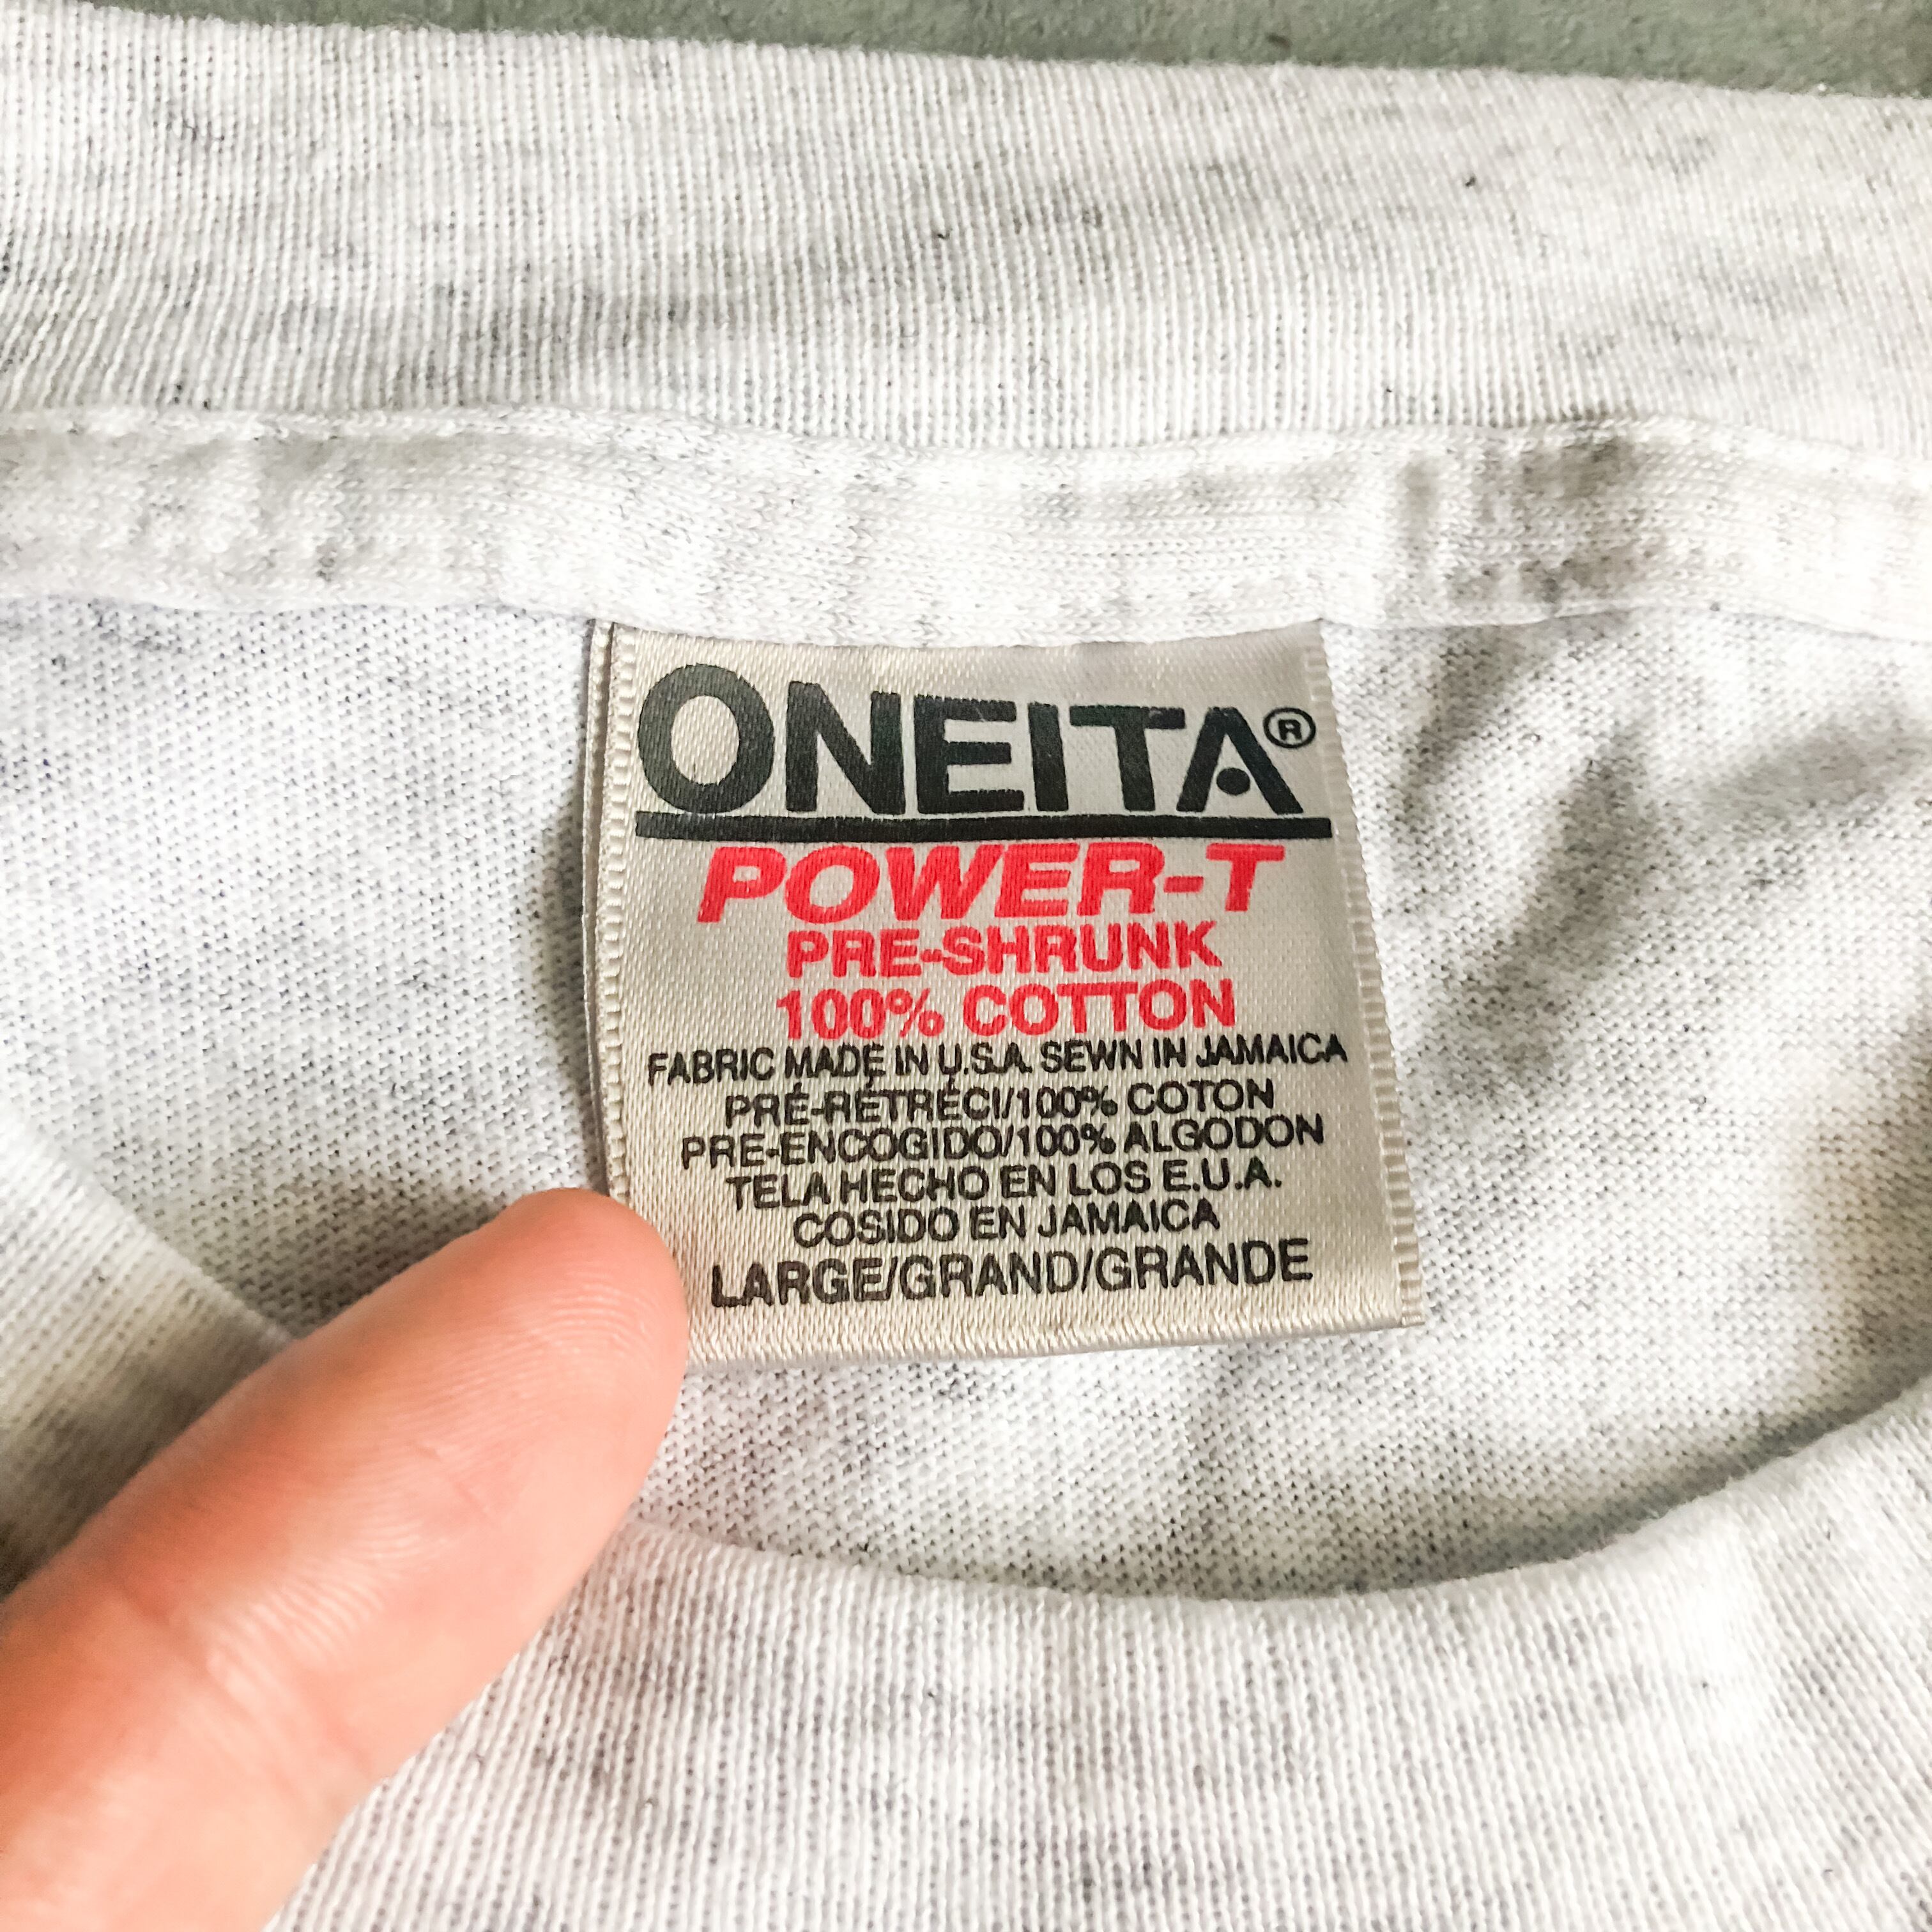 ONEITA®
POWER-T
PRE-SHRUNK
100% COTTON
FABRIC MADE IN U.S.A. SEWN IN JAMAICA
PRÉ-RÉTRÉCI/100% COTON
PRE-ENCOGIDO/100% ALGODON
TELA HECHO EN LOS E.U.A.
COSIDO EN JAMAICA
LARGE/GRAND/GRANDE